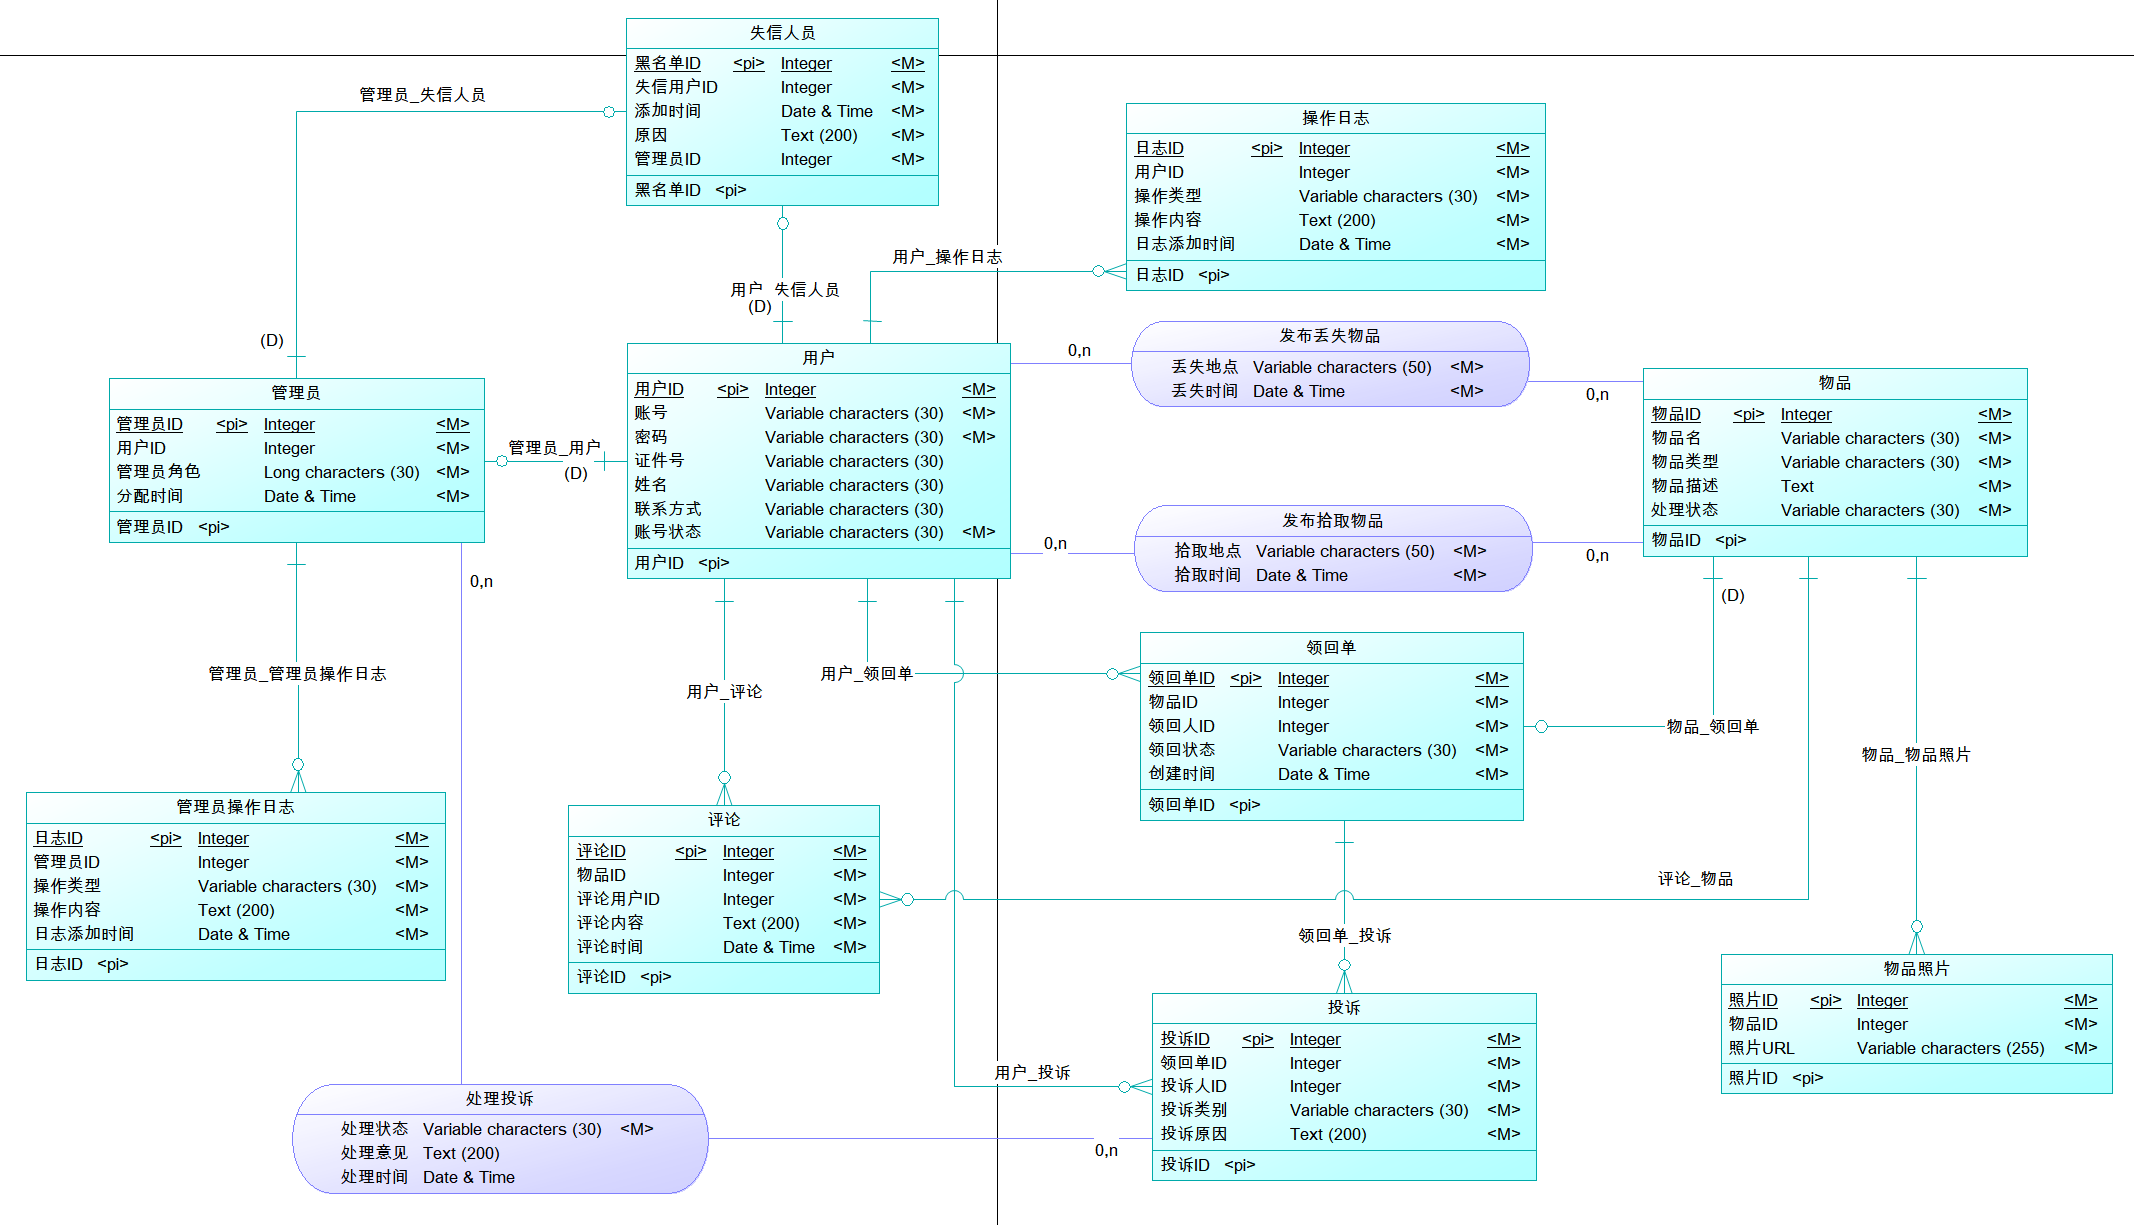 失信人员
黑名单ID <pi> Integer <M>
失信用户ID Integer <M>
添加时间 Date & Time <M>
原因 Text (200) <M>
管理员ID Integer <M>
黑名单ID <pi>
管理员_失信人员
(D)
用户_失信人员
(D)
操作日志
日志ID <pi> Integer <M>
用户ID Integer <M>
操作类型 Variable characters (30) <M>
操作内容 Text (200) <M>
日志添加时间 Date & Time <M>
日志ID <pi>
用户_操作日志
管理员
管理员ID <pi> Integer <M>
用户ID Integer <M>
管理员角色 Long characters (30) <M>
分配时间 Date & Time <M>
管理员ID <pi>
管理员_用户
(D)
用户
用户ID <pi> Integer <M>
账号 Variable characters (30) <M>
密码 Variable characters (30) <M>
证件号 Variable characters (30)
姓名 Variable characters (30)
联系方式 Variable characters (30)
账号状态 Variable characters (30) <M>
用户ID <pi>
0,n
发布丢失物品
丢失地点 Variable characters (50) <M>
丢失时间 Date & Time <M>
0,n
0,n
发布拾取物品
拾取地点 Variable characters (50) <M>
拾取时间 Date & Time <M>
0,n
物品
物品ID <pi> Integer <M>
物品名 Variable characters (30) <M>
物品类型 Variable characters (30) <M>
物品描述 Text <M>
处理状态 Variable characters (30) <M>
物品ID <pi>
(D)
0,n
管理员_管理员操作日志
用户_评论
用户_领回单
领回单
领回单ID <pi> Integer <M>
物品ID Integer <M>
领回人ID Integer <M>
领回状态 Variable characters (30) <M>
创建时间 Date & Time <M>
领回单ID <pi>
物品_领回单
物品_物品照片
管理员操作日志
日志ID <pi> Integer <M>
管理员ID Integer <M>
操作类型 Variable characters (30) <M>
操作内容 Text (200) <M>
日志添加时间 Date & Time <M>
日志ID <pi>
评论
评论ID <pi> Integer <M>
物品ID Integer <M>
评论用户ID Integer <M>
评论内容 Text (200) <M>
评论时间 Date & Time <M>
评论ID <pi>
评论_物品
领回单_投诉
物品照片
照片ID <pi> Integer <M>
物品ID Integer <M>
照片URL Variable characters (255) <M>
照片ID <pi>
投诉
投诉ID <pi> Integer <M>
领回单ID Integer <M>
投诉人ID Integer <M>
投诉类别 Variable characters (30) <M>
投诉原因 Text (200) <M>
投诉ID <pi>
用户_投诉
处理投诉
处理状态 Variable characters (30) <M>
处理意见 Text (200)
处理时间 Date & Time
0,n